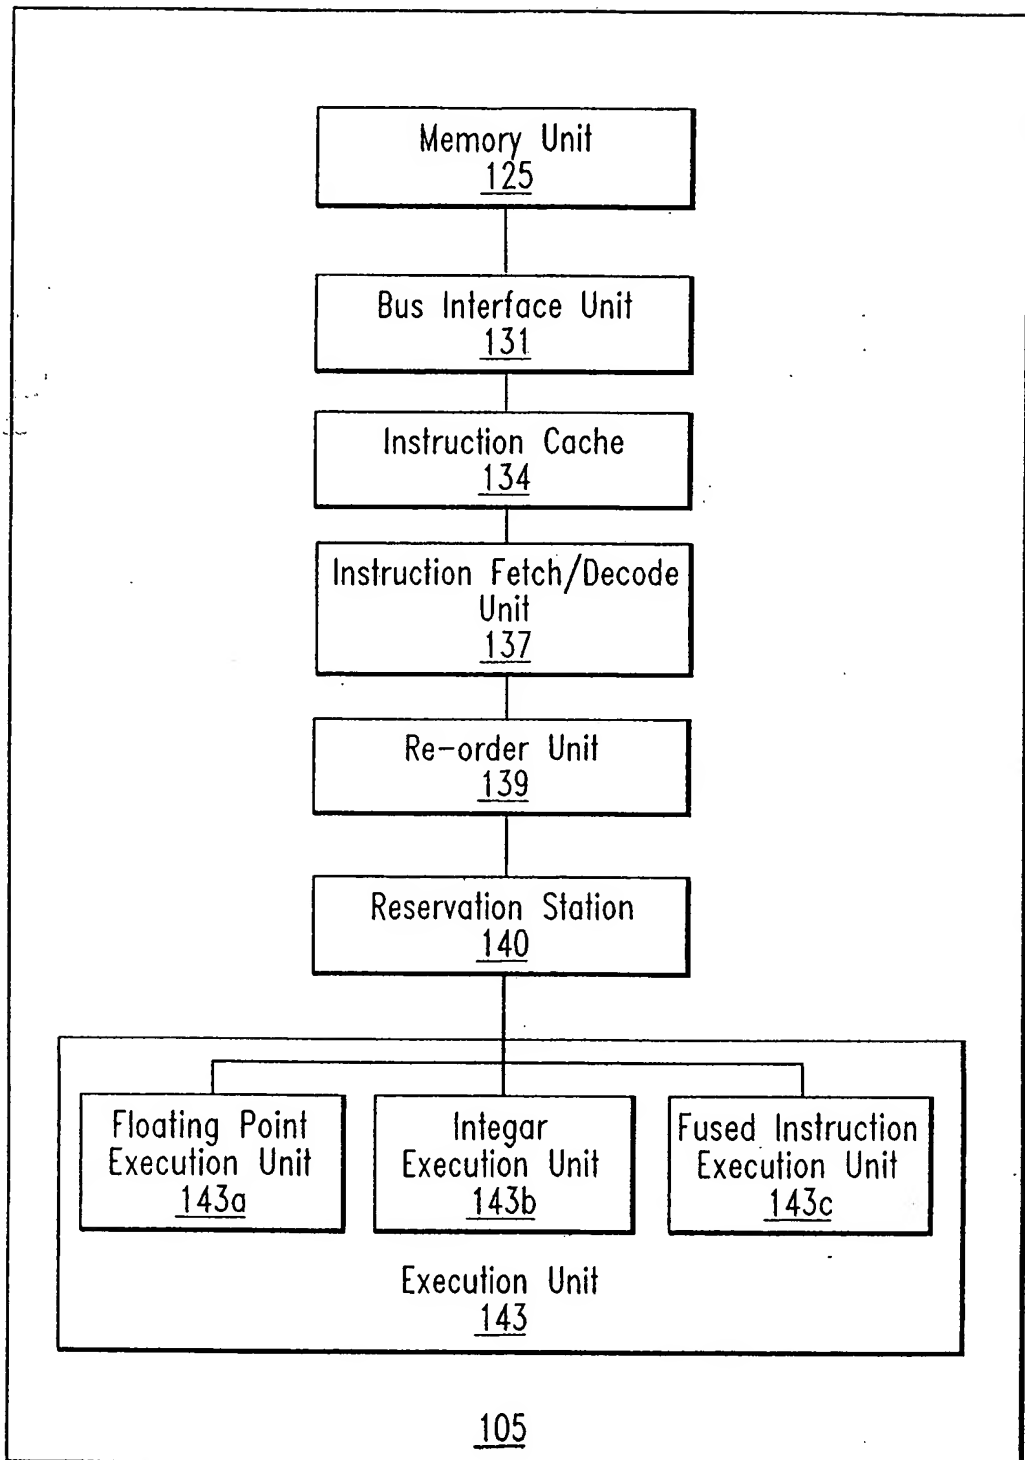 Memory Unit
125
Bus Interface Unit
131
Instruction Cache
134
Instruction Fetch/Decode
Unit
137
Re-order Unit
139
Reservation Station
140
Floating Point
Execution Unit
143a
Integar
Execution Unit
143b
Fused Instruction
Execution Unit
143c
Execution Unit
143
105